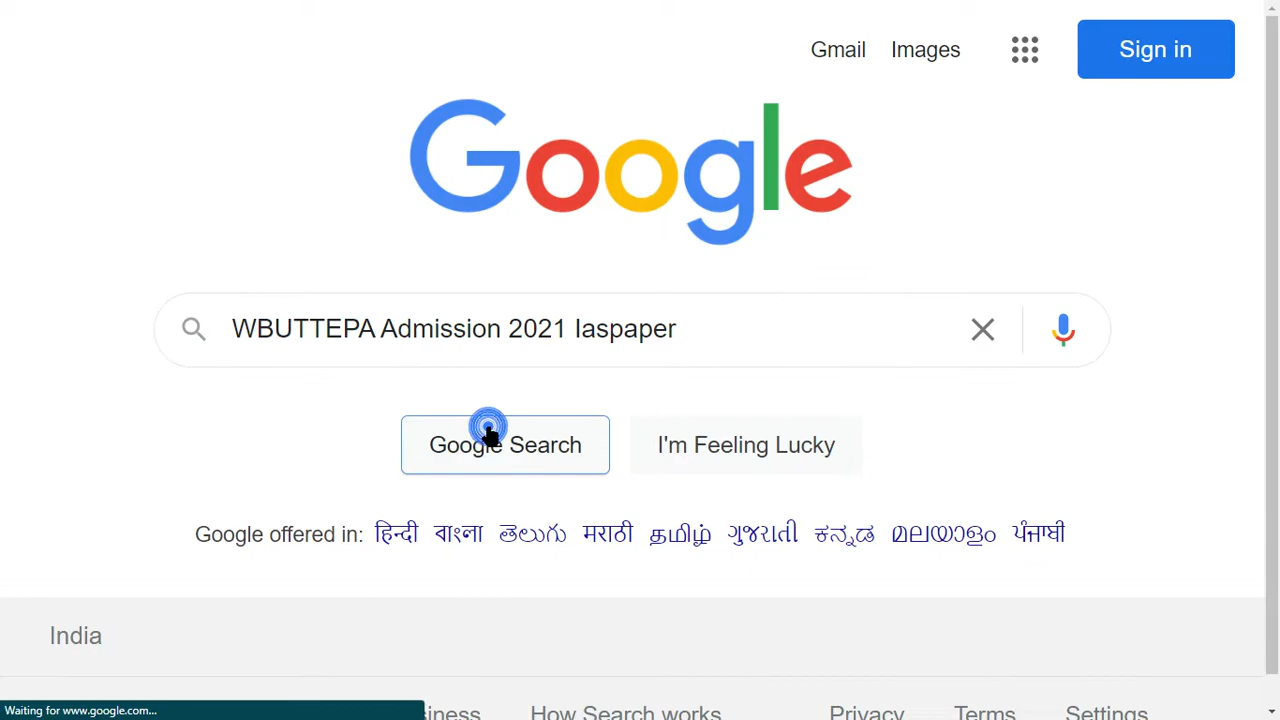 Gmail Images Sign in
Google
WBUTTEPA Admission 2021 Iaspaper
Google Search I'm Feeling Lucky
Google offered in: हिन्दी বাংলা తెలుగు मराठी தமிழ் ગુજરાતી ಕನ್ನಡ മലയാളം ਪੰਜਾਬੀ
India
Waiting for www.google.com... How Search works Privacy Terms Settings